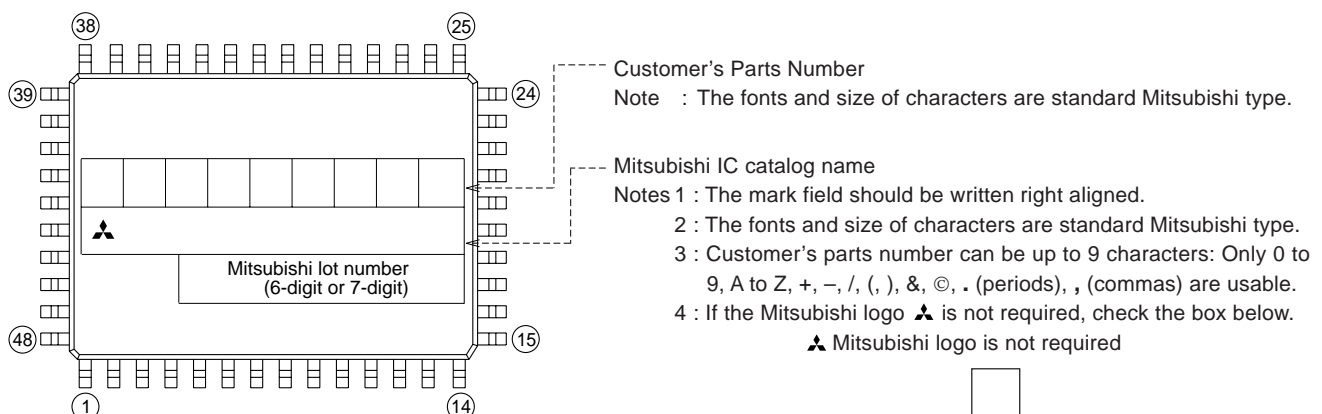 38
25
39
24
48
15
1
14
Mitsubishi lot number
(6-digit or 7-digit)
Customer’s Parts Number
Note : The fonts and size of characters are standard Mitsubishi type.
Mitsubishi IC catalog name
Notes 1 : The mark field should be written right aligned.
2 : The fonts and size of characters are standard Mitsubishi type.
3 : Customer’s parts number can be up to 9 characters: Only 0 to
9, A to Z, +, –, /, (, ), &, ©, . (periods), , (commas) are usable.
4 : If the Mitsubishi logo is not required, check the box below.
Mitsubishi logo is not required